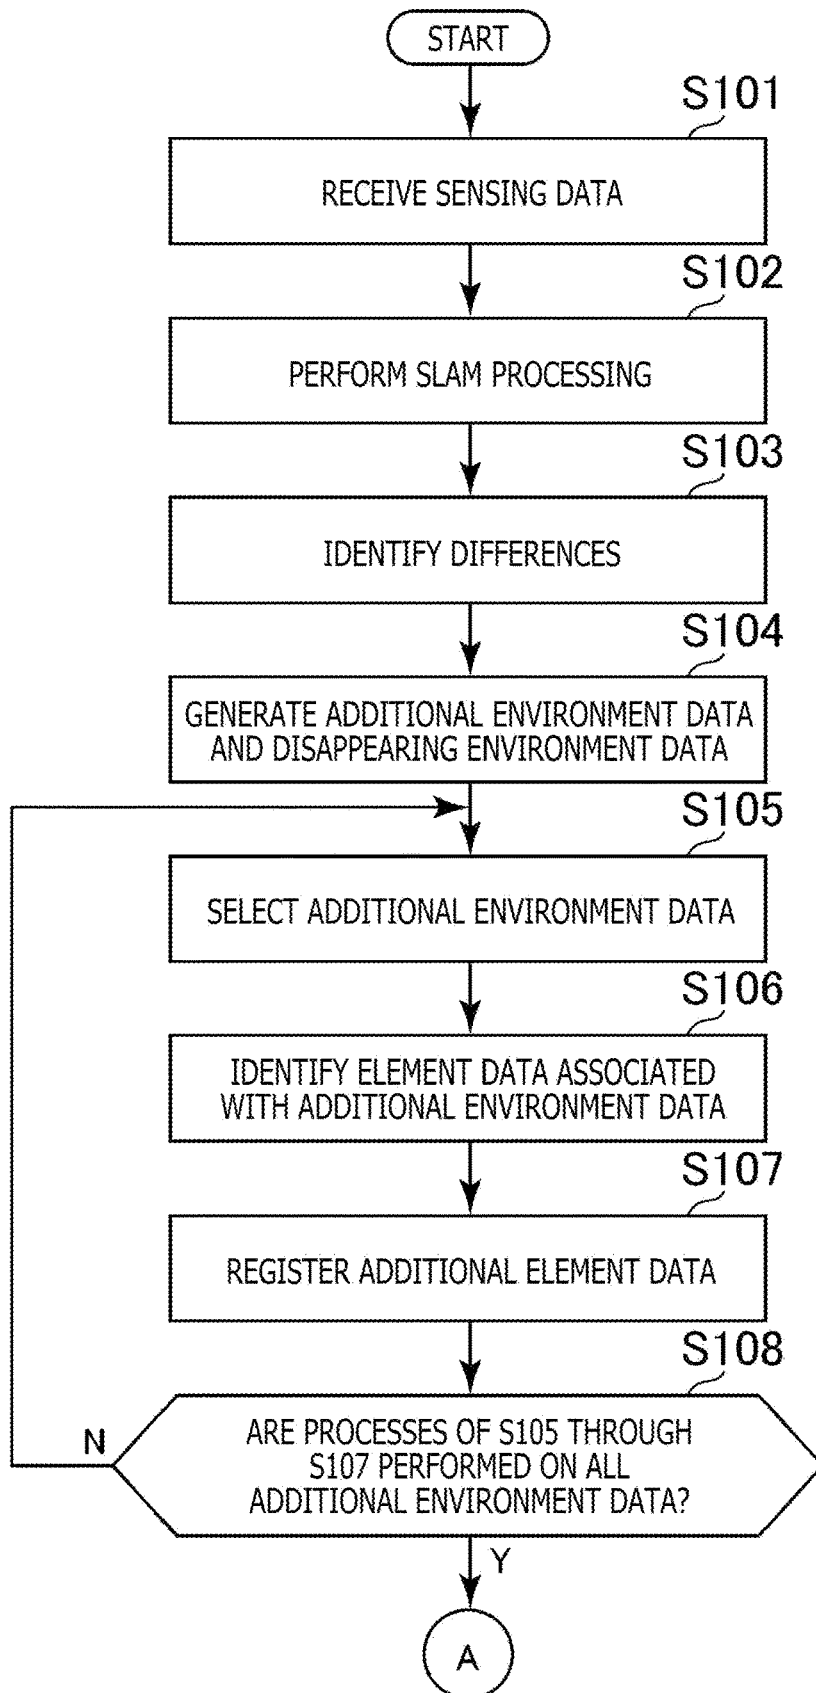 START
S101
RECEIVE SENSING DATA
S102
PERFORM SLAM PROCESSING
S103
IDENTIFY DIFFERENCES
S104
GENERATE ADDITIONAL ENVIRONMENT DATA
AND DISAPPEARING ENVIRONMENT DATA
S105
SELECT ADDITIONAL ENVIRONMENT DATA
S106
IDENTIFY ELEMENT DATA ASSOCIATED
WITH ADDITIONAL ENVIRONMENT DATA
S107
REGISTER ADDITIONAL ELEMENT DATA
S108
ARE PROCESSES OF S105 THROUGH
S107 PERFORMED ON ALL
ADDITIONAL ENVIRONMENT DATA?
N
Y
A